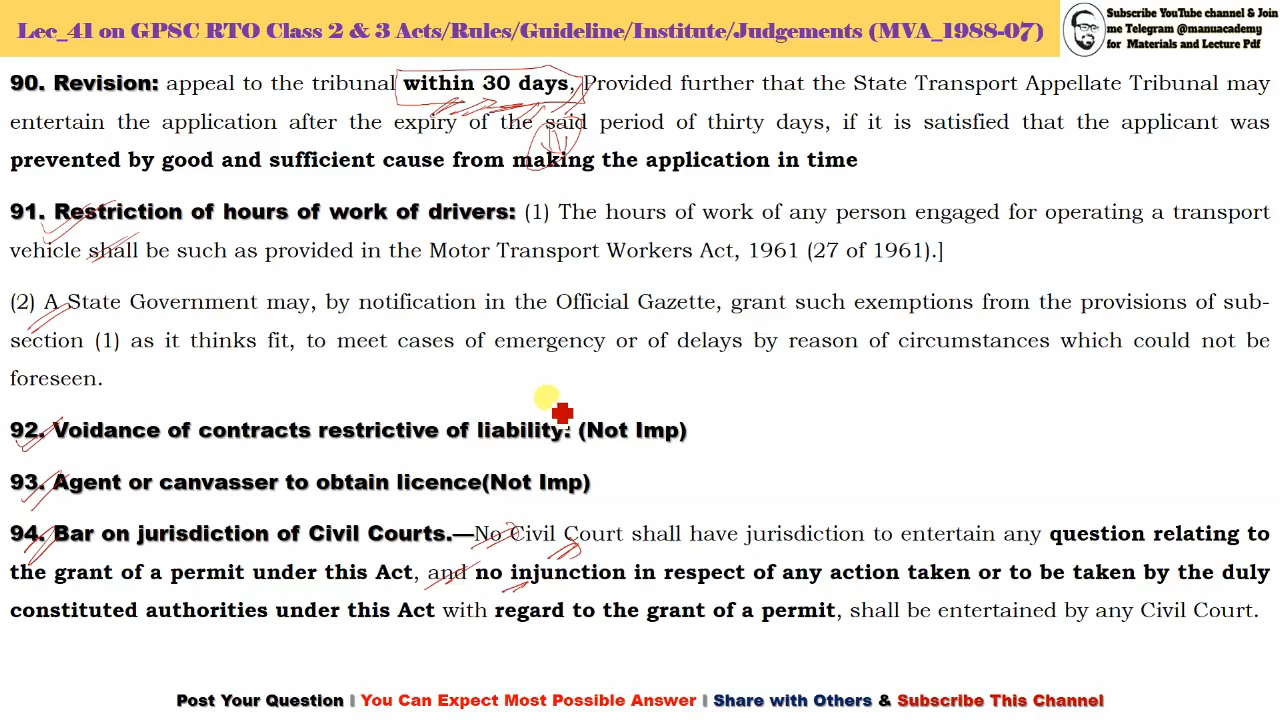 Lec_41 on GPSC RTO Class 2 & 3 Acts/Rules/Guideline/Institute/Judgements (MVA_1988-07)
Subscribe YouTube channel & Join
me Telegram @manuacademy
for Materials and Lecture Pdf
90. Revision: appeal to the tribunal within 30 days, Provided further that the State Transport Appellate Tribunal may
entertain the application after the expiry of the said period of thirty days, if it is satisfied that the applicant was
prevented by good and sufficient cause from making the application in time
91. Restriction of hours of work of drivers: (1) The hours of work of any person engaged for operating a transport
vehicle shall be such as provided in the Motor Transport Workers Act, 1961 (27 of 1961).]
(2) A State Government may, by notification in the Official Gazette, grant such exemptions from the provisions of sub-
section (1) as it thinks fit, to meet cases of emergency or of delays by reason of circumstances which could not be
foreseen.
92. Voidance of contracts restrictive of liability: (Not Imp)
93. Agent or canvasser to obtain licence(Not Imp)
94. Bar on jurisdiction of Civil Courts.—No Civil Court shall have jurisdiction to entertain any question relating to
the grant of a permit under this Act, and no injunction in respect of any action taken or to be taken by the duly
constituted authorities under this Act with regard to the grant of a permit, shall be entertained by any Civil Court.
Post Your Question | You Can Expect Most Possible Answer | Share with Others & Subscribe This Channel